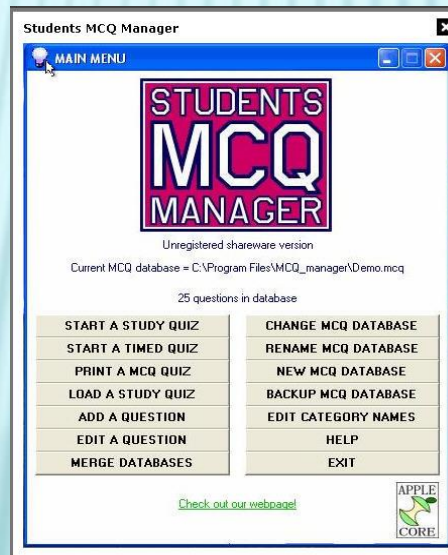 Students MCQ Manager
MAIN MENU
STUDENTS
MCQ
MANAGER
Unregistered shareware version
Current MCQ database = C:\Program Files\MCQ_manager\Demo.mcq
25 questions in database
START A STUDY QUIZ
CHANGE MCQ DATABASE
START A TIMED QUIZ
RENAME MCQ DATABASE
PRINT A MCQ QUIZ
NEW MCQ DATABASE
LOAD A STUDY QUIZ
BACKUP MCQ DATABASE
ADD A QUESTION
EDIT CATEGORY NAMES
EDIT A QUESTION
HELP
MERGE DATABASES
EXIT
Check out our webpage!
APPLE
CORE